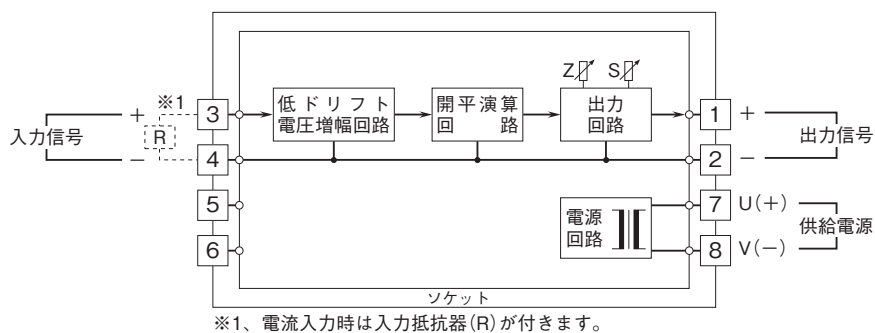 Z S
※1
3
低ドリフト
電圧増幅回路
開平演算
回路
出力
回路
1
+
+
入力信号
R
出力信号
−
4
2
−
5
7
U(+)
電源
回路
供給電源
6
8
V(−)
ソケット
※1、電流入力時は入力抵抗器(R)が付きます。